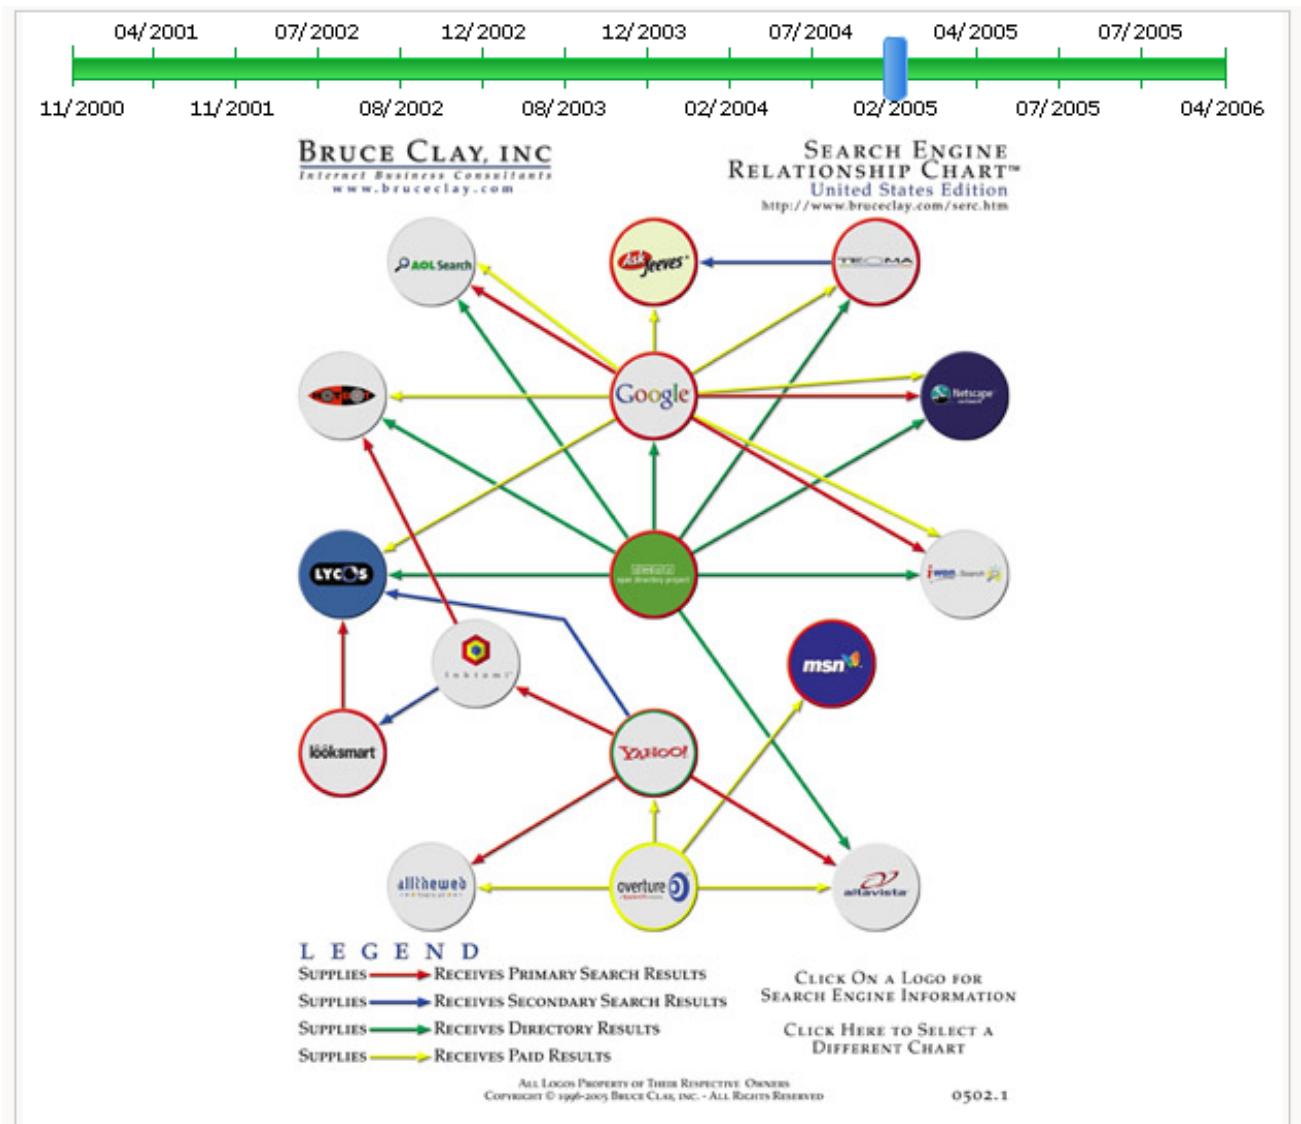 04/2001 07/2002 12/2002 12/2003 07/2004 04/2005 07/2005
11/2000 11/2001 08/2002 08/2003 02/2004 02/2005 07/2005 04/2006
BRUCE CLAY, INC
Internet Business Consultants
www.bruceclay.com
SEARCH ENGINE
RELATIONSHIP CHART™
United States Edition
http://www.bruceclay.com/serc.htm
AOL Search
Ask Jeeves®
TEOMA
Google
Netscape
LYCOS
open directory project
iwon Search
Inktomi
msn
looksmart
YAHOO!
alltheweb
overture
altavista
LEGEND
SUPPLIES RECEIVES PRIMARY SEARCH RESULTS
SUPPLIES RECEIVES SECONDARY SEARCH RESULTS
SUPPLIES RECEIVES DIRECTORY RESULTS
SUPPLIES RECEIVES PAID RESULTS
CLICK ON A LOGO FOR
SEARCH ENGINE INFORMATION
CLICK HERE TO SELECT A
DIFFERENT CHART
ALL LOGOS PROPERTY OF THEIR RESPECTIVE OWNERS
COPYRIGHT © 1996-2005 BRUCE CLAY, INC. - ALL RIGHTS RESERVED
0502.1